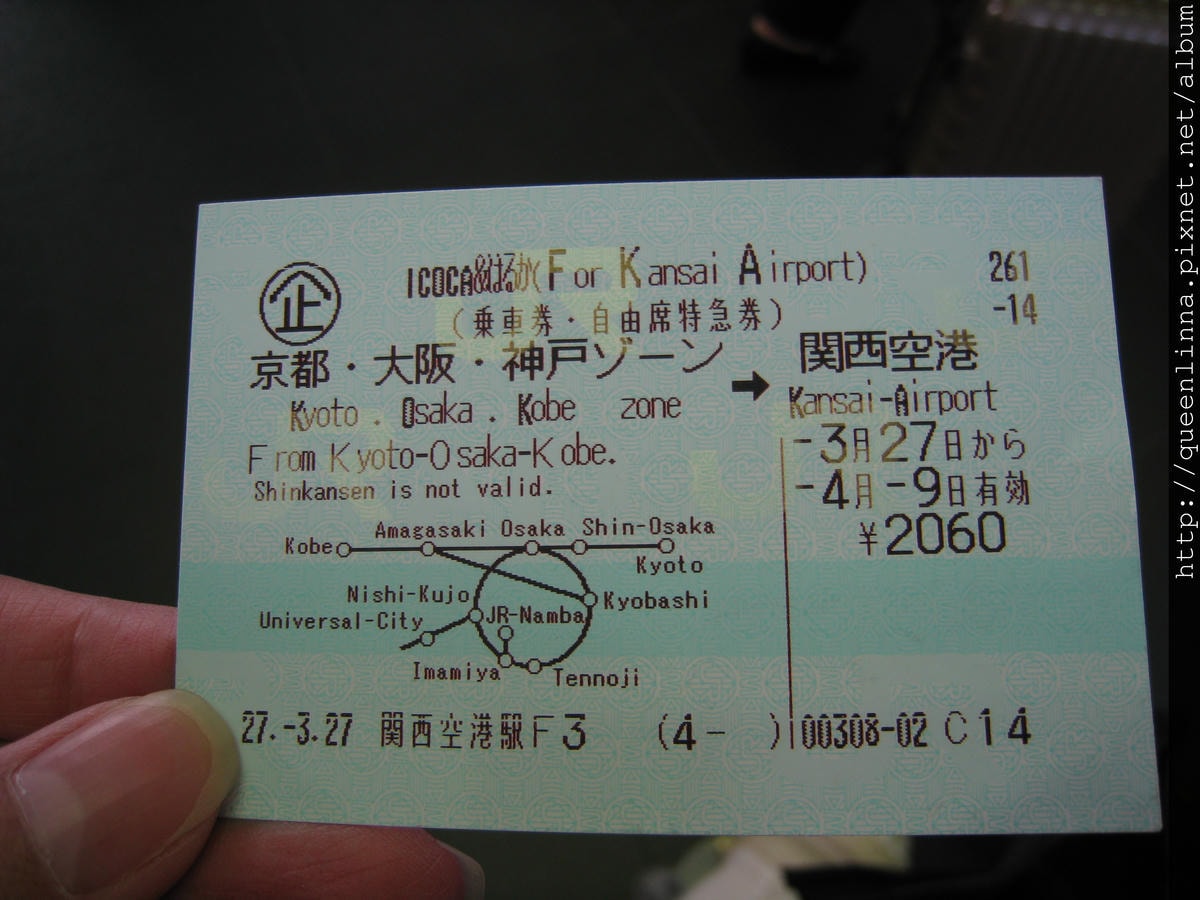 企 ICOCA&はるか(For Kansai Airport) 261
(乗車券・自由席特急券) -14
京都・大阪・神戸ゾーン ➡ 関西空港
Kyoto . Osaka . Kobe zone Kansai-Airport
From Kyoto-Osaka-Kobe. -3月27日から
Shinkansen is not valid. -4月-9日有効
¥2060
Amagasaki Osaka Shin-Osaka
Kobe
Kyoto
Nishi-Kujo Kyobashi
Universal-City JR-Namba
Imamiya Tennoji
27.-3.27 関西空港駅F3 (4- ) 00308-02 C14
http://queenlinna.pixnet.net/album